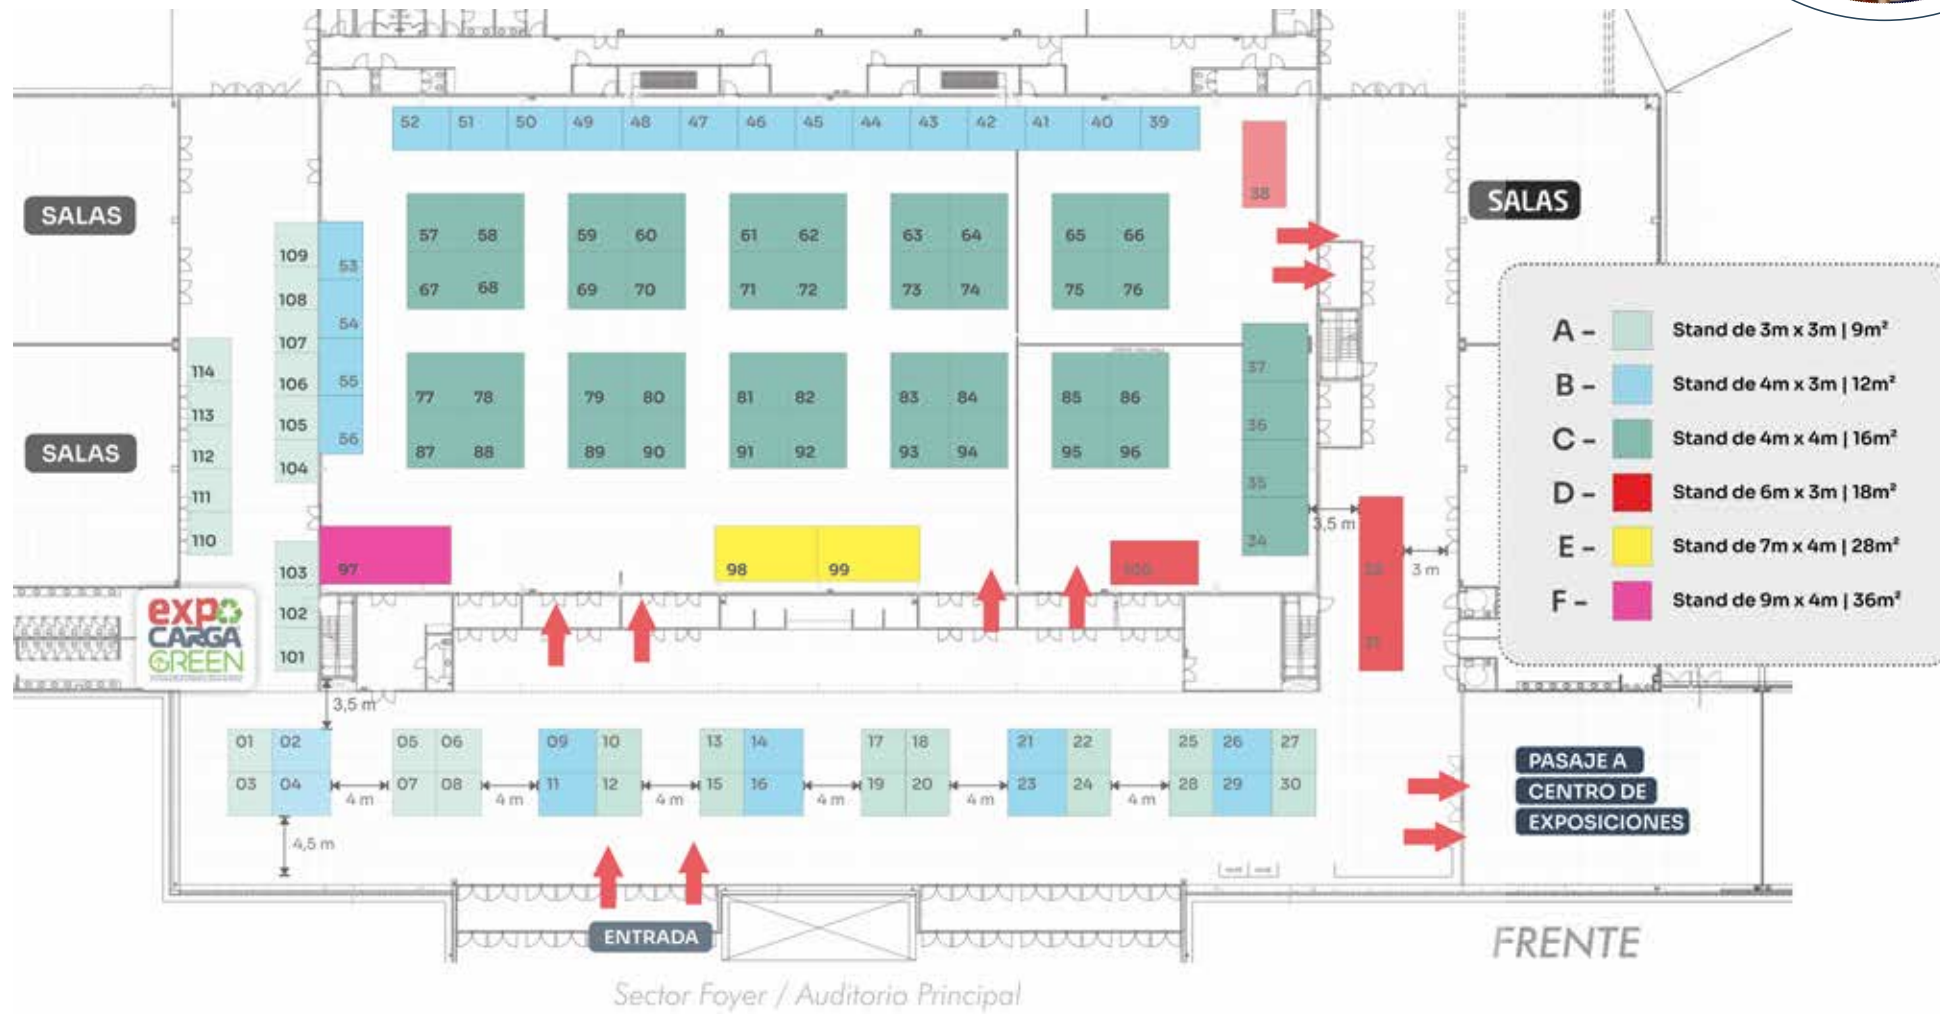 52 51 50 49 48 47 46 45 44 43 42 41 40 39
38
SALAS
SALAS
57 58 59 60 61 62 63 64 65 66
67 68 69 70 71 72 73 74 75 76
109
108
107
106
105
104
53
54
55
56
114
113
112
111
110
SALAS
77 78 79 80 81 82 83 84 85 86
87 88 89 90 91 92 93 94 95 96
37
36
35
34
3,5 m
3 m
A - Stand de 3m x 3m | 9m²
B - Stand de 4m x 3m | 12m²
C - Stand de 4m x 4m | 16m²
D - Stand de 6m x 3m | 18m²
E - Stand de 7m x 4m | 28m²
F - Stand de 9m x 4m | 36m²
103
102
101
97
98 99
100
expo
CARGA
GREEN
3,5 m
01 02 05 06 09 10 13 14 17 18 21 22 25 26 27
03 04 07 08 11 12 15 16 19 20 23 24 28 29 30
4 m 4 m 4 m 4 m 4 m 4 m
4,5 m
PASAJE A
CENTRO DE
EXPOSICIONES
ENTRADA
FRENTE
Sector Foyer / Auditorio Principal